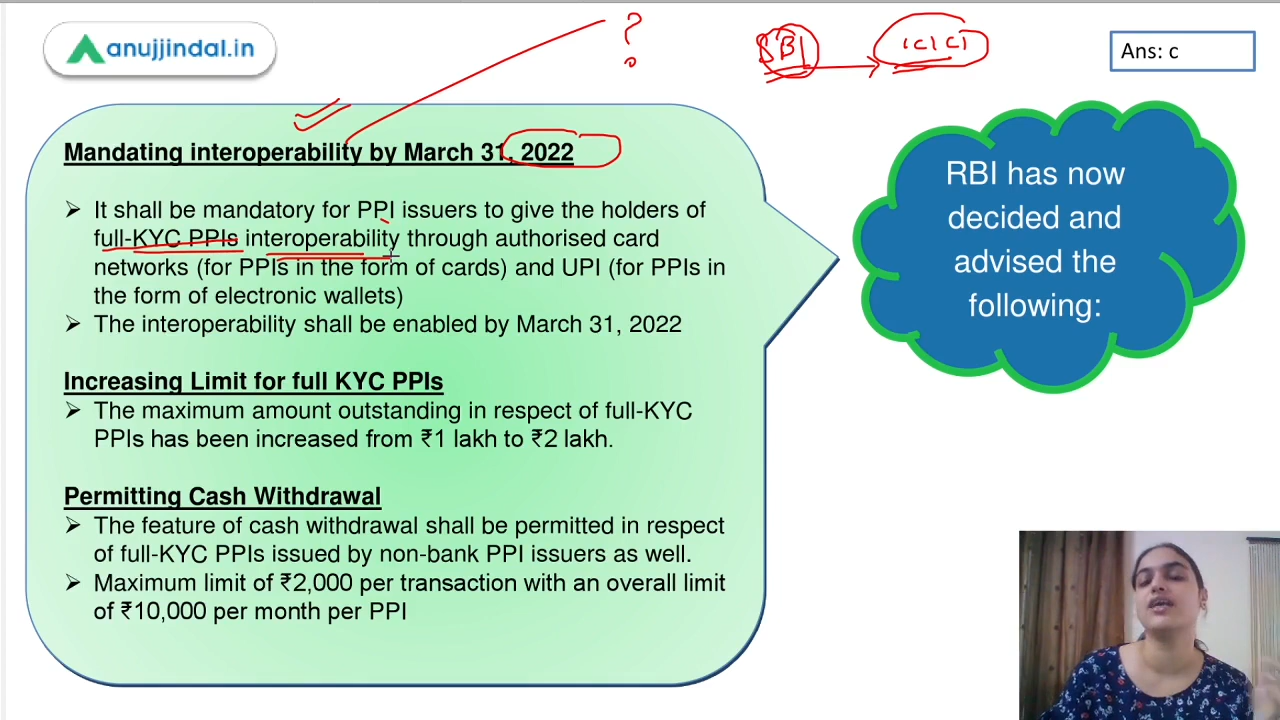 anujjindal.in
?
SBI
ICICI
Ans: c
Mandating interoperability by March 31, 2022
➢ It shall be mandatory for PPI issuers to give the holders of
full-KYC PPIs interoperability through authorised card
networks (for PPIs in the form of cards) and UPI (for PPIs in
the form of electronic wallets)
➢ The interoperability shall be enabled by March 31, 2022
Increasing Limit for full KYC PPIs
➢ The maximum amount outstanding in respect of full-KYC
PPIs has been increased from ₹1 lakh to ₹2 lakh.
Permitting Cash Withdrawal
➢ The feature of cash withdrawal shall be permitted in respect
of full-KYC PPIs issued by non-bank PPI issuers as well.
➢ Maximum limit of ₹2,000 per transaction with an overall limit
of ₹10,000 per month per PPI
RBI has now
decided and
advised the
following: